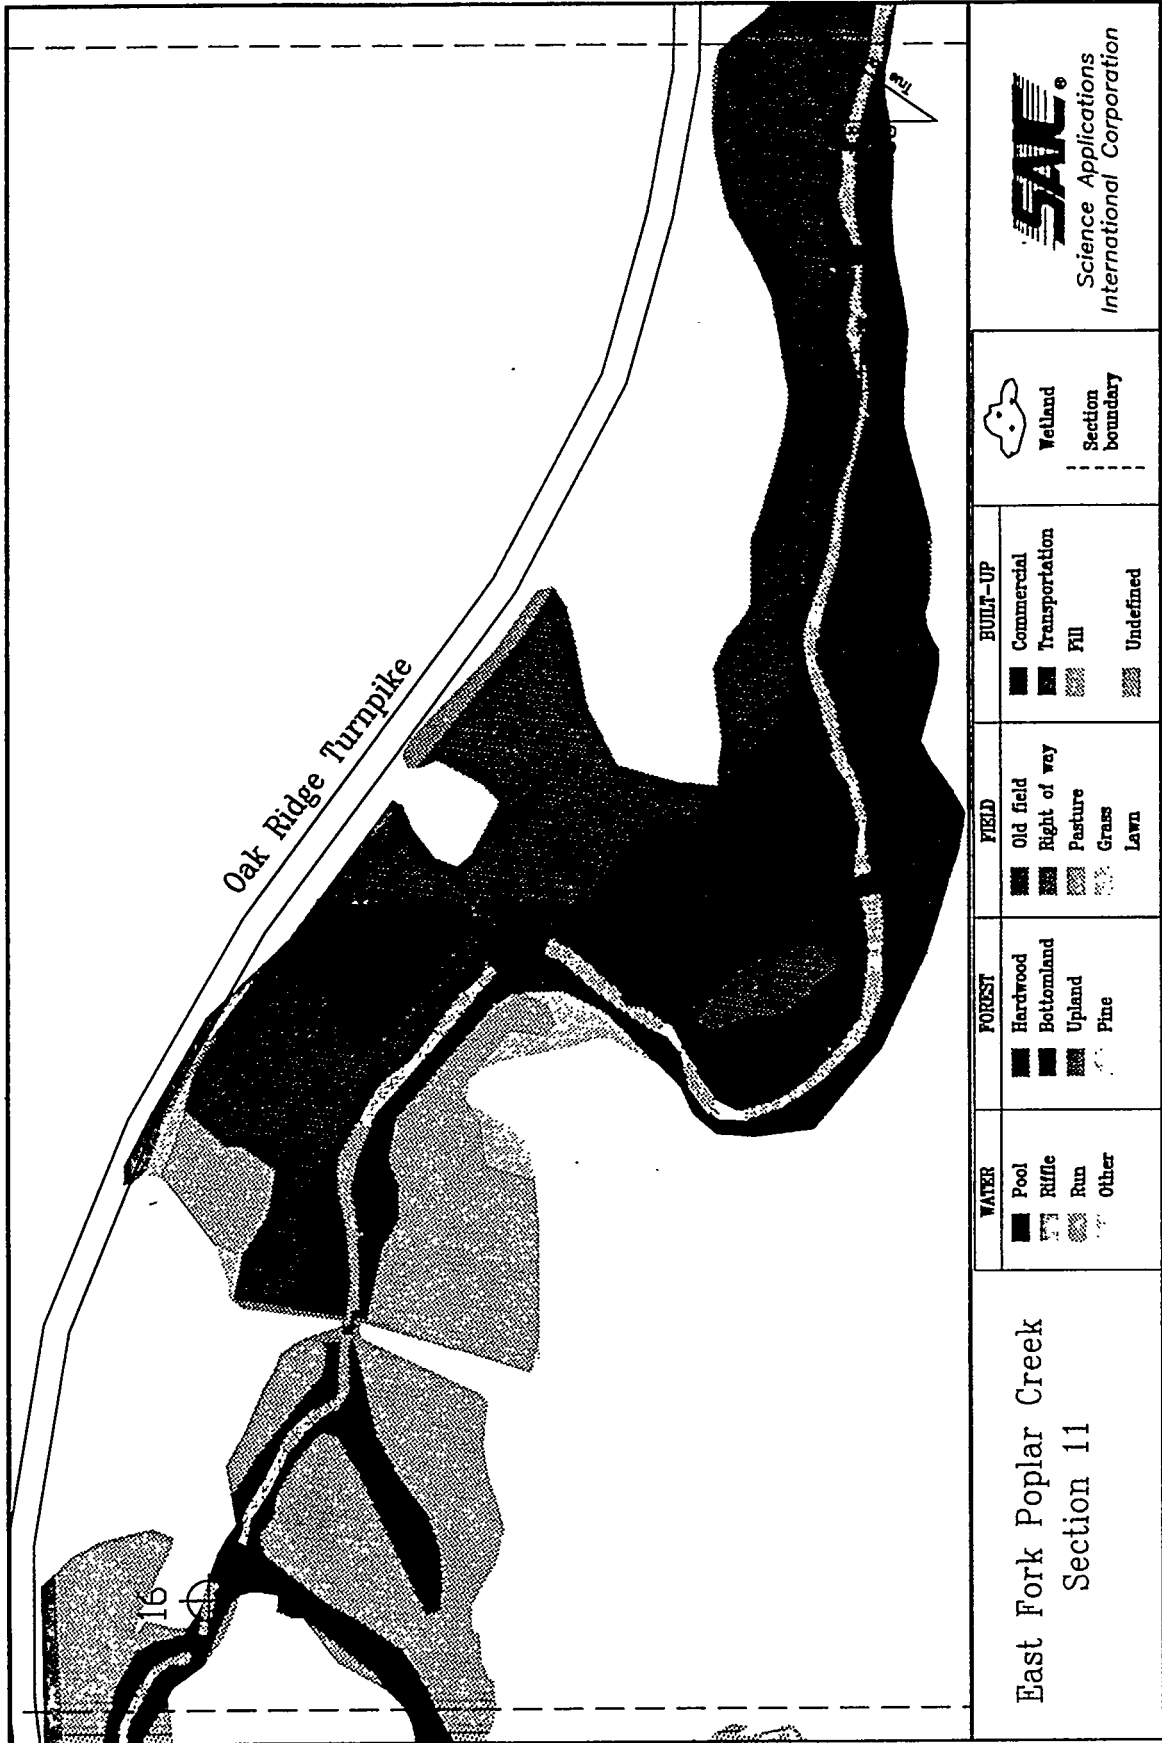 Oak Ridge Turnpike
16
True
East Fork Poplar Creek
Section 11
WATER
Pool
Riffle
Run
Other
FOREST
Hardwood
Bottomland
Upland
Pine
FIELD
Old field
Right of way
Pasture
Grass
Lawn
BUILT-UP
Commercial
Transportation
Fill
Undefined
Wetland
Section
boundary
SAIC ®
Science Applications
International Corporation